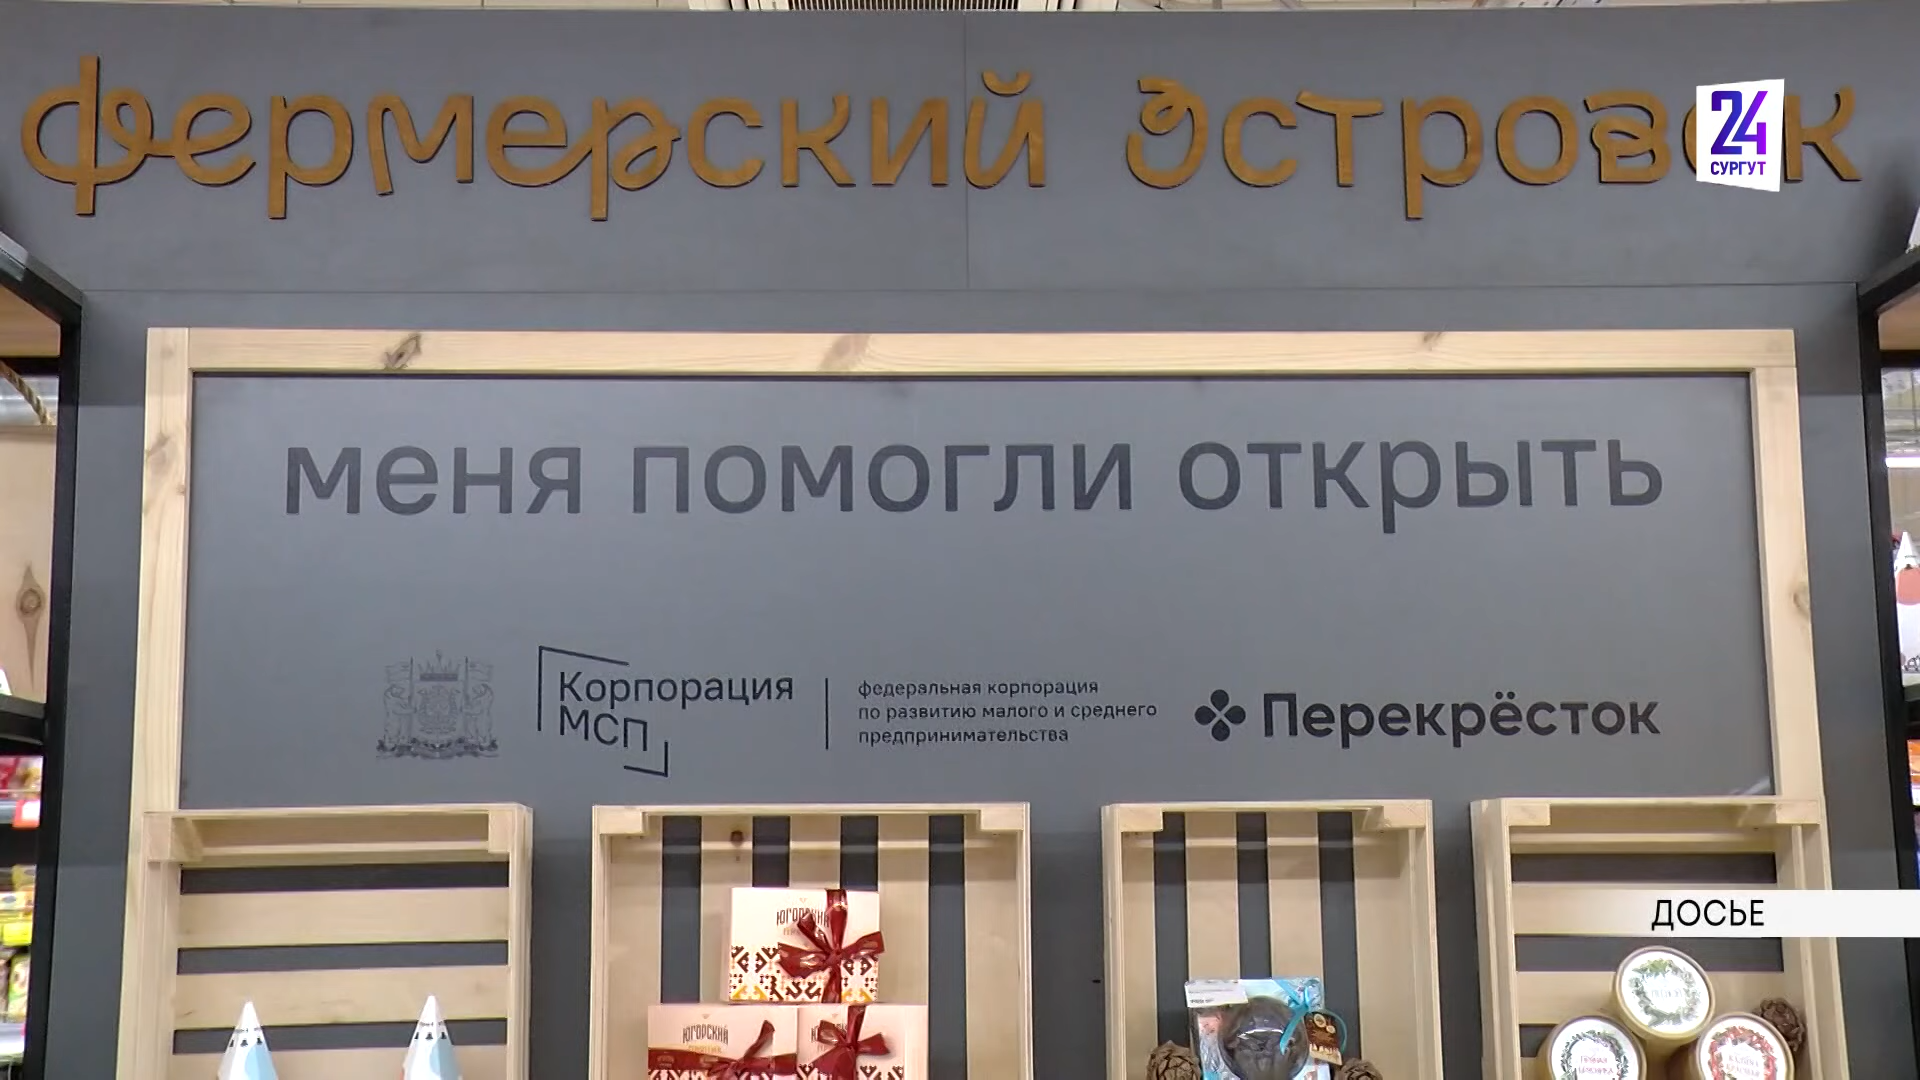 фермерский островок
24
СУРГУТ
меня помогли открыть
Корпорация
МСП
федеральная корпорация
по развитию малого и среднего
предпринимательства
Перекрёсток
ДОСЬЕ
ЮГОРСКИЙ
ЮГОРСКИЙ